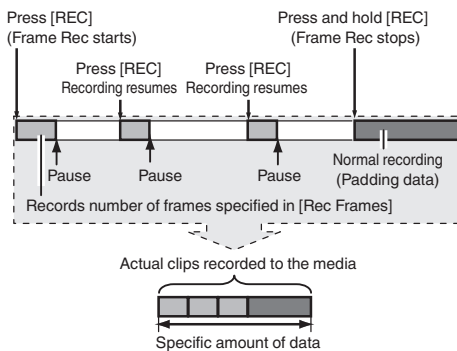 Press [REC]
(Frame Rec starts)
Press and hold [REC]
(Frame Rec stops)
Press [REC]
Recording resumes
Press [REC]
Recording resumes
Pause
Pause
Pause
Normal recording
(Padding data)
Records number of frames specified in [Rec Frames]
Actual clips recorded to the media
Specific amount of data